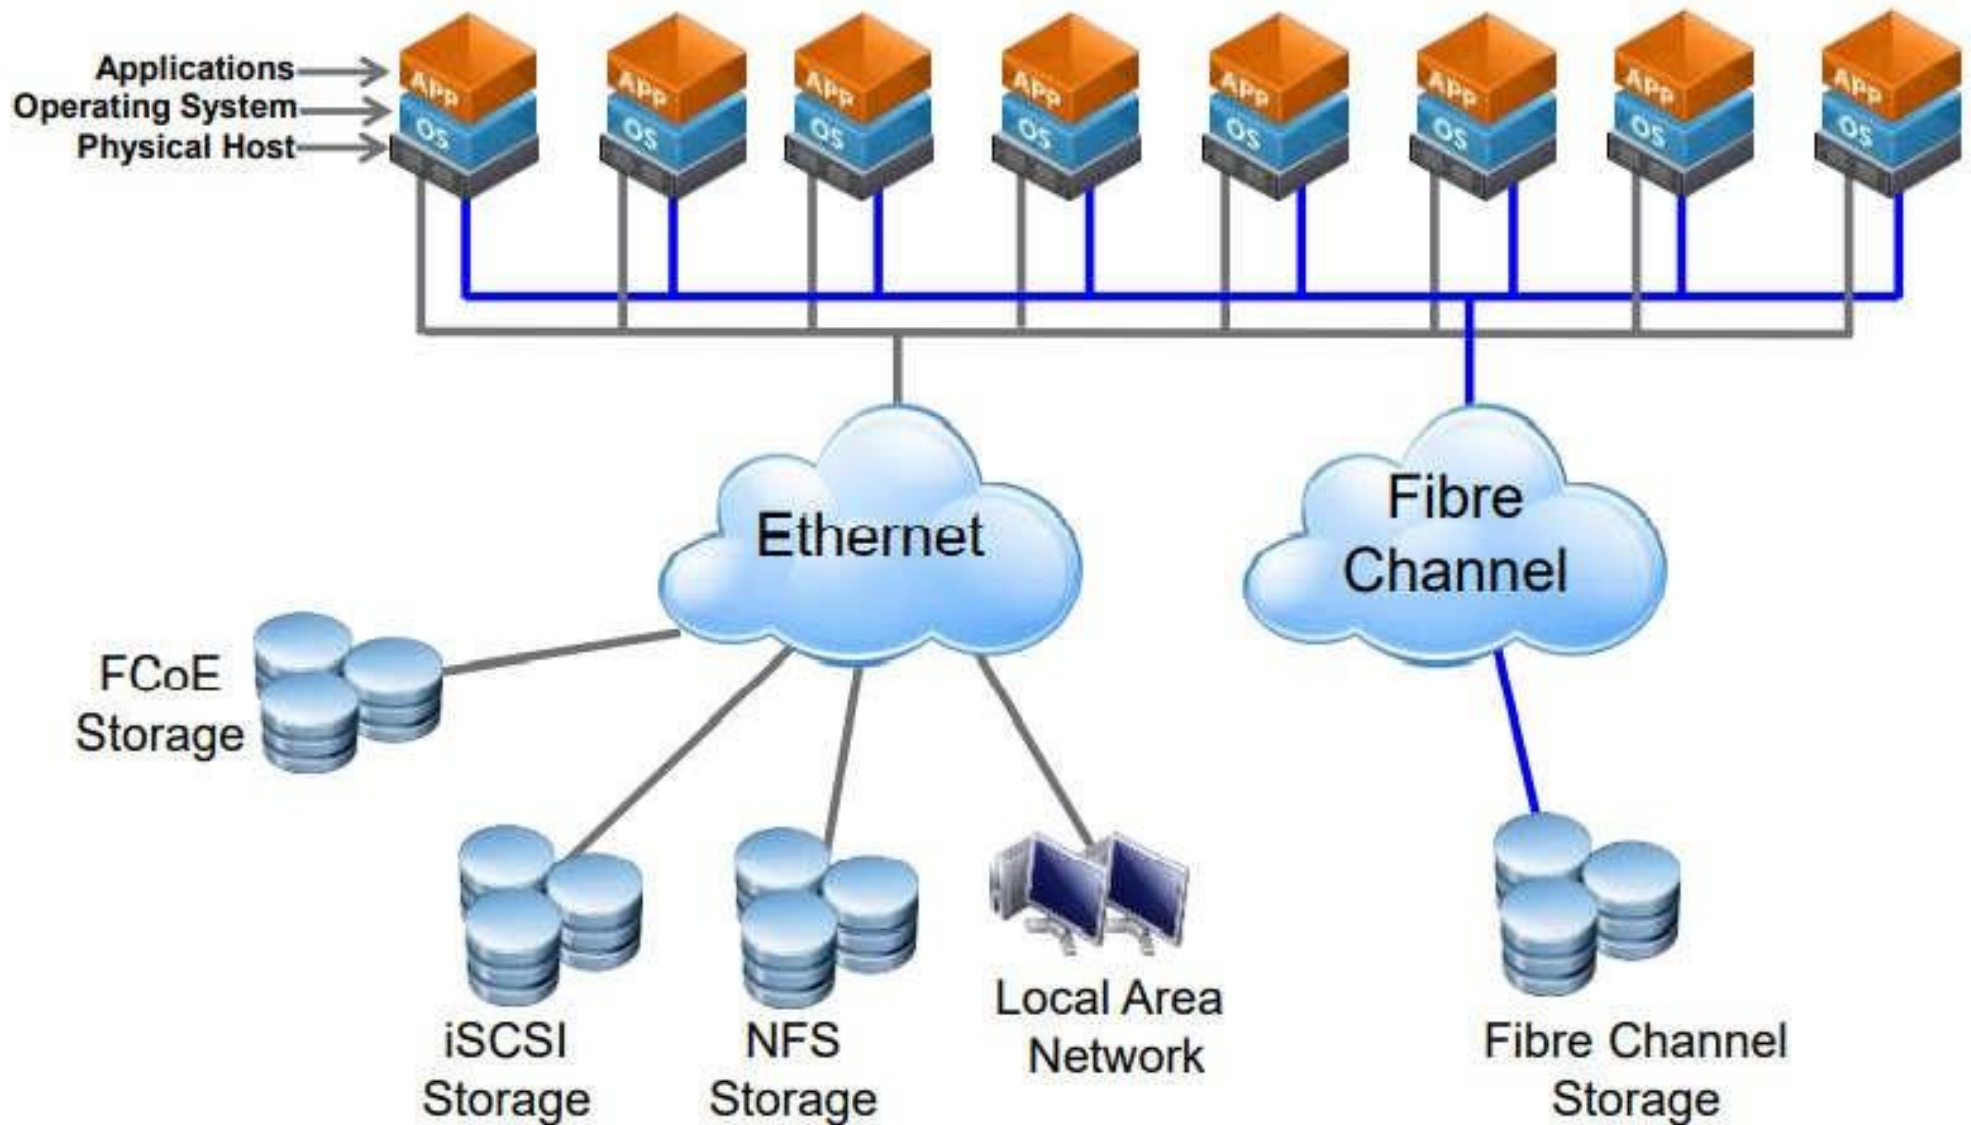 Applications
Operating System
Physical Host
APP
OS
APP
OS
APP
OS
APP
OS
APP
OS
APP
OS
APP
OS
APP
OS
Ethernet
Fibre
Channel
FCoE
Storage
iSCSI
Storage
NFS
Storage
Local Area
Network
Fibre Channel
Storage